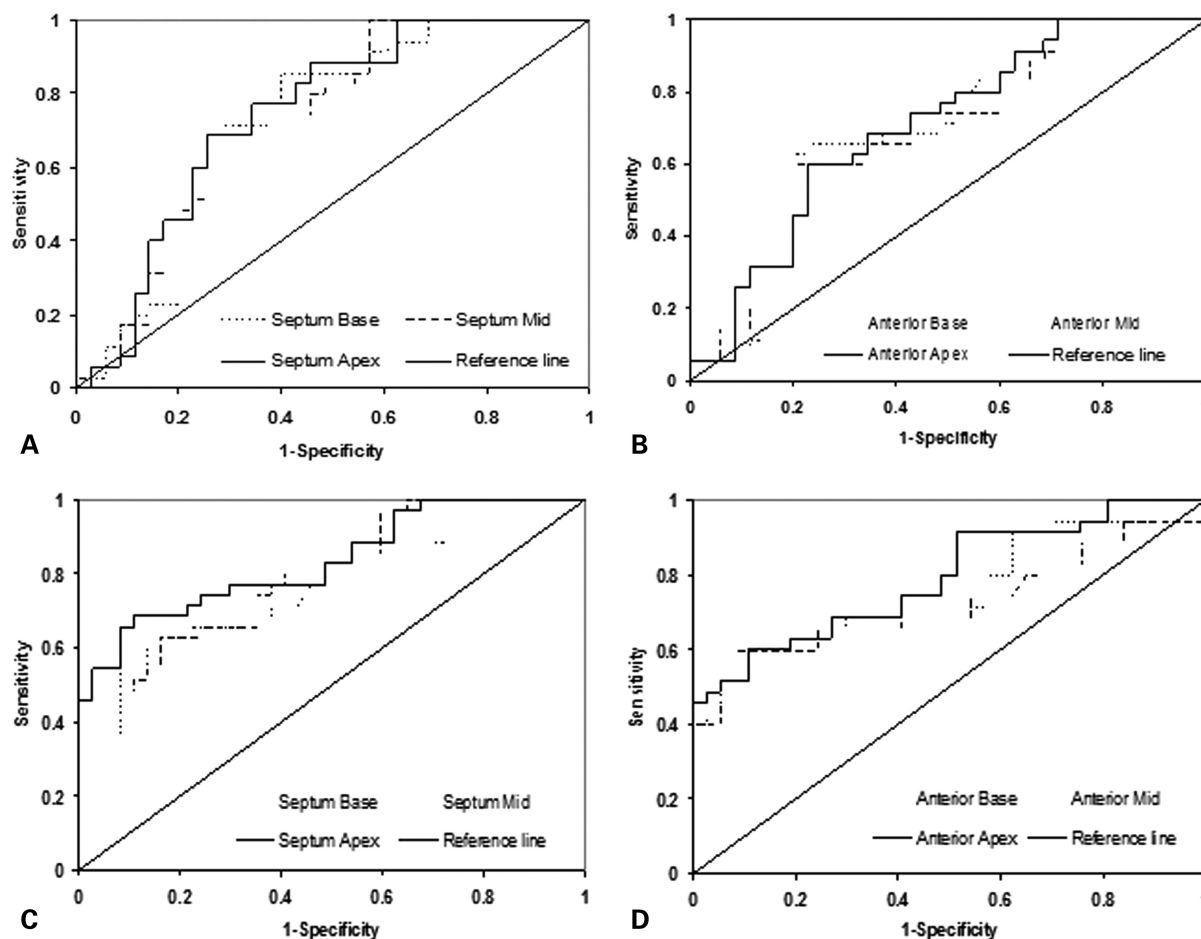 1
0.8
0.6
0.4
0.2
0
Sensitivity
Septum Base Septum Mid
Septum Apex Reference line
0 0.2 0.4 0.6 0.8 1
1-Specificity
A
1
0.8
0.6
0.4
0.2
0
Sensitivity
Anterior Base Anterior Mid
Anterior Apex Reference line
0 0.2 0.4 0.6 0.8
1-Specificity
B
1
0.8
0.6
0.4
0.2
0
Sensitivity
Septum Base Septum Mid
Septum Apex Reference line
0 0.2 0.4 0.6 0.8 1
1-Specificity
C
1
0.8
0.6
0.4
0.2
0
Sensitivity
Anterior Base Anterior Mid
Anterior Apex Reference line
0 0.2 0.4 0.6 0.8 1
1-Specificity
D